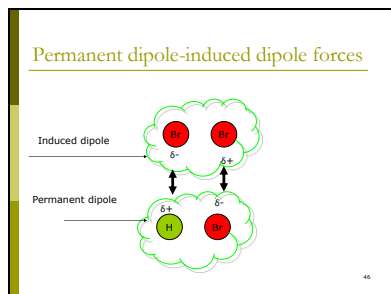 Permanent dipole-induced dipole forces
Br Br
Induced dipole
δ- δ+
Permanent dipole
δ+ δ-
H Br
46